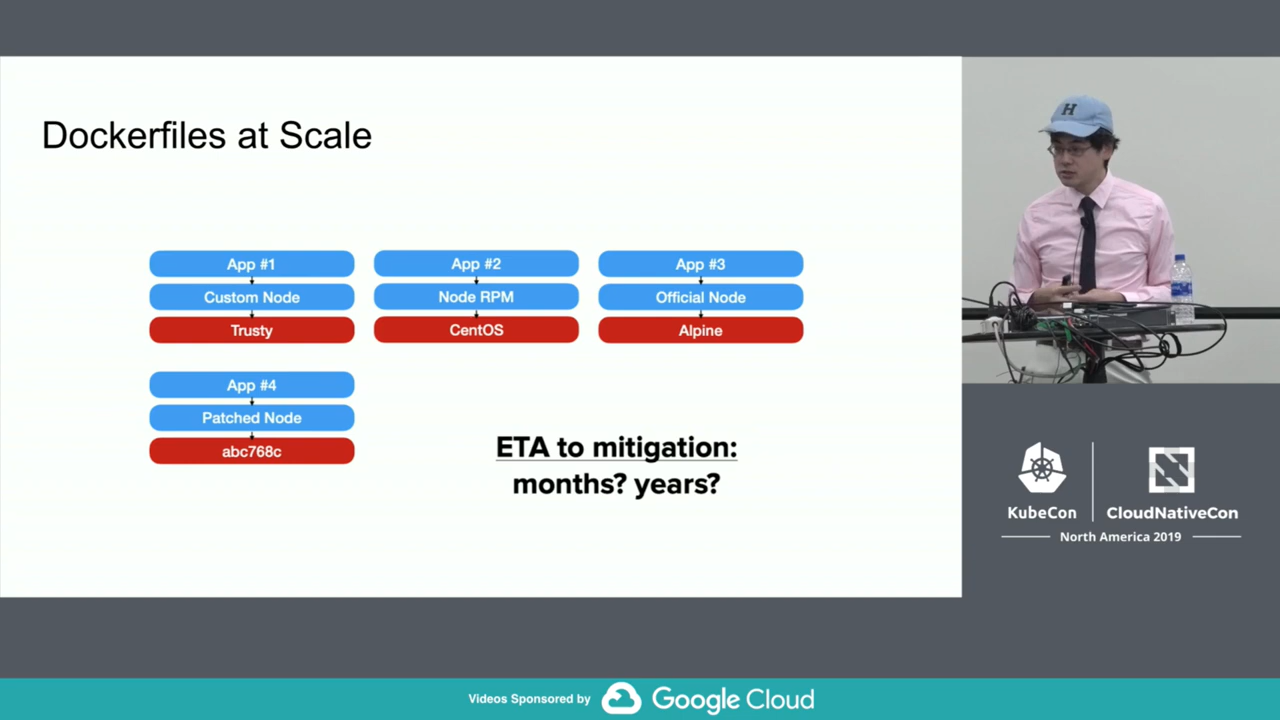 Dockerfiles at Scale
App #1
Custom Node
Trusty
App #2
Node RPM
CentOS
App #3
Official Node
Alpine
App #4
Patched Node
abc768c
ETA to mitigation:
months? years?
H
KubeCon
CloudNativeCon
North America 2019
Videos Sponsored by
Google Cloud